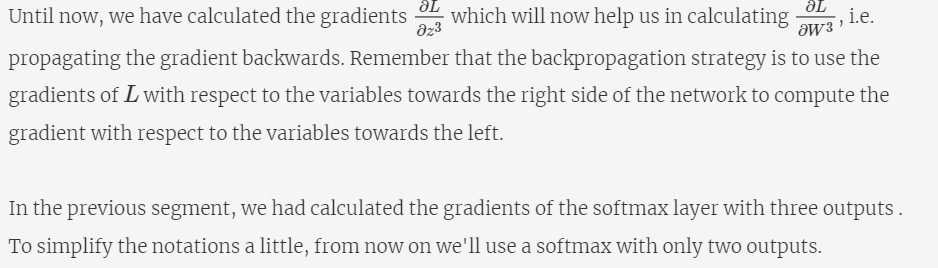 Until now, we have calculated the gradients ∂L/∂z³ which will now help us in calculating ∂L/∂W³, i.e.
propagating the gradient backwards. Remember that the backpropagation strategy is to use the
gradients of L with respect to the variables towards the right side of the network to compute the
gradient with respect to the variables towards the left.
In the previous segment, we had calculated the gradients of the softmax layer with three outputs .
To simplify the notations a little, from now on we'll use a softmax with only two outputs.